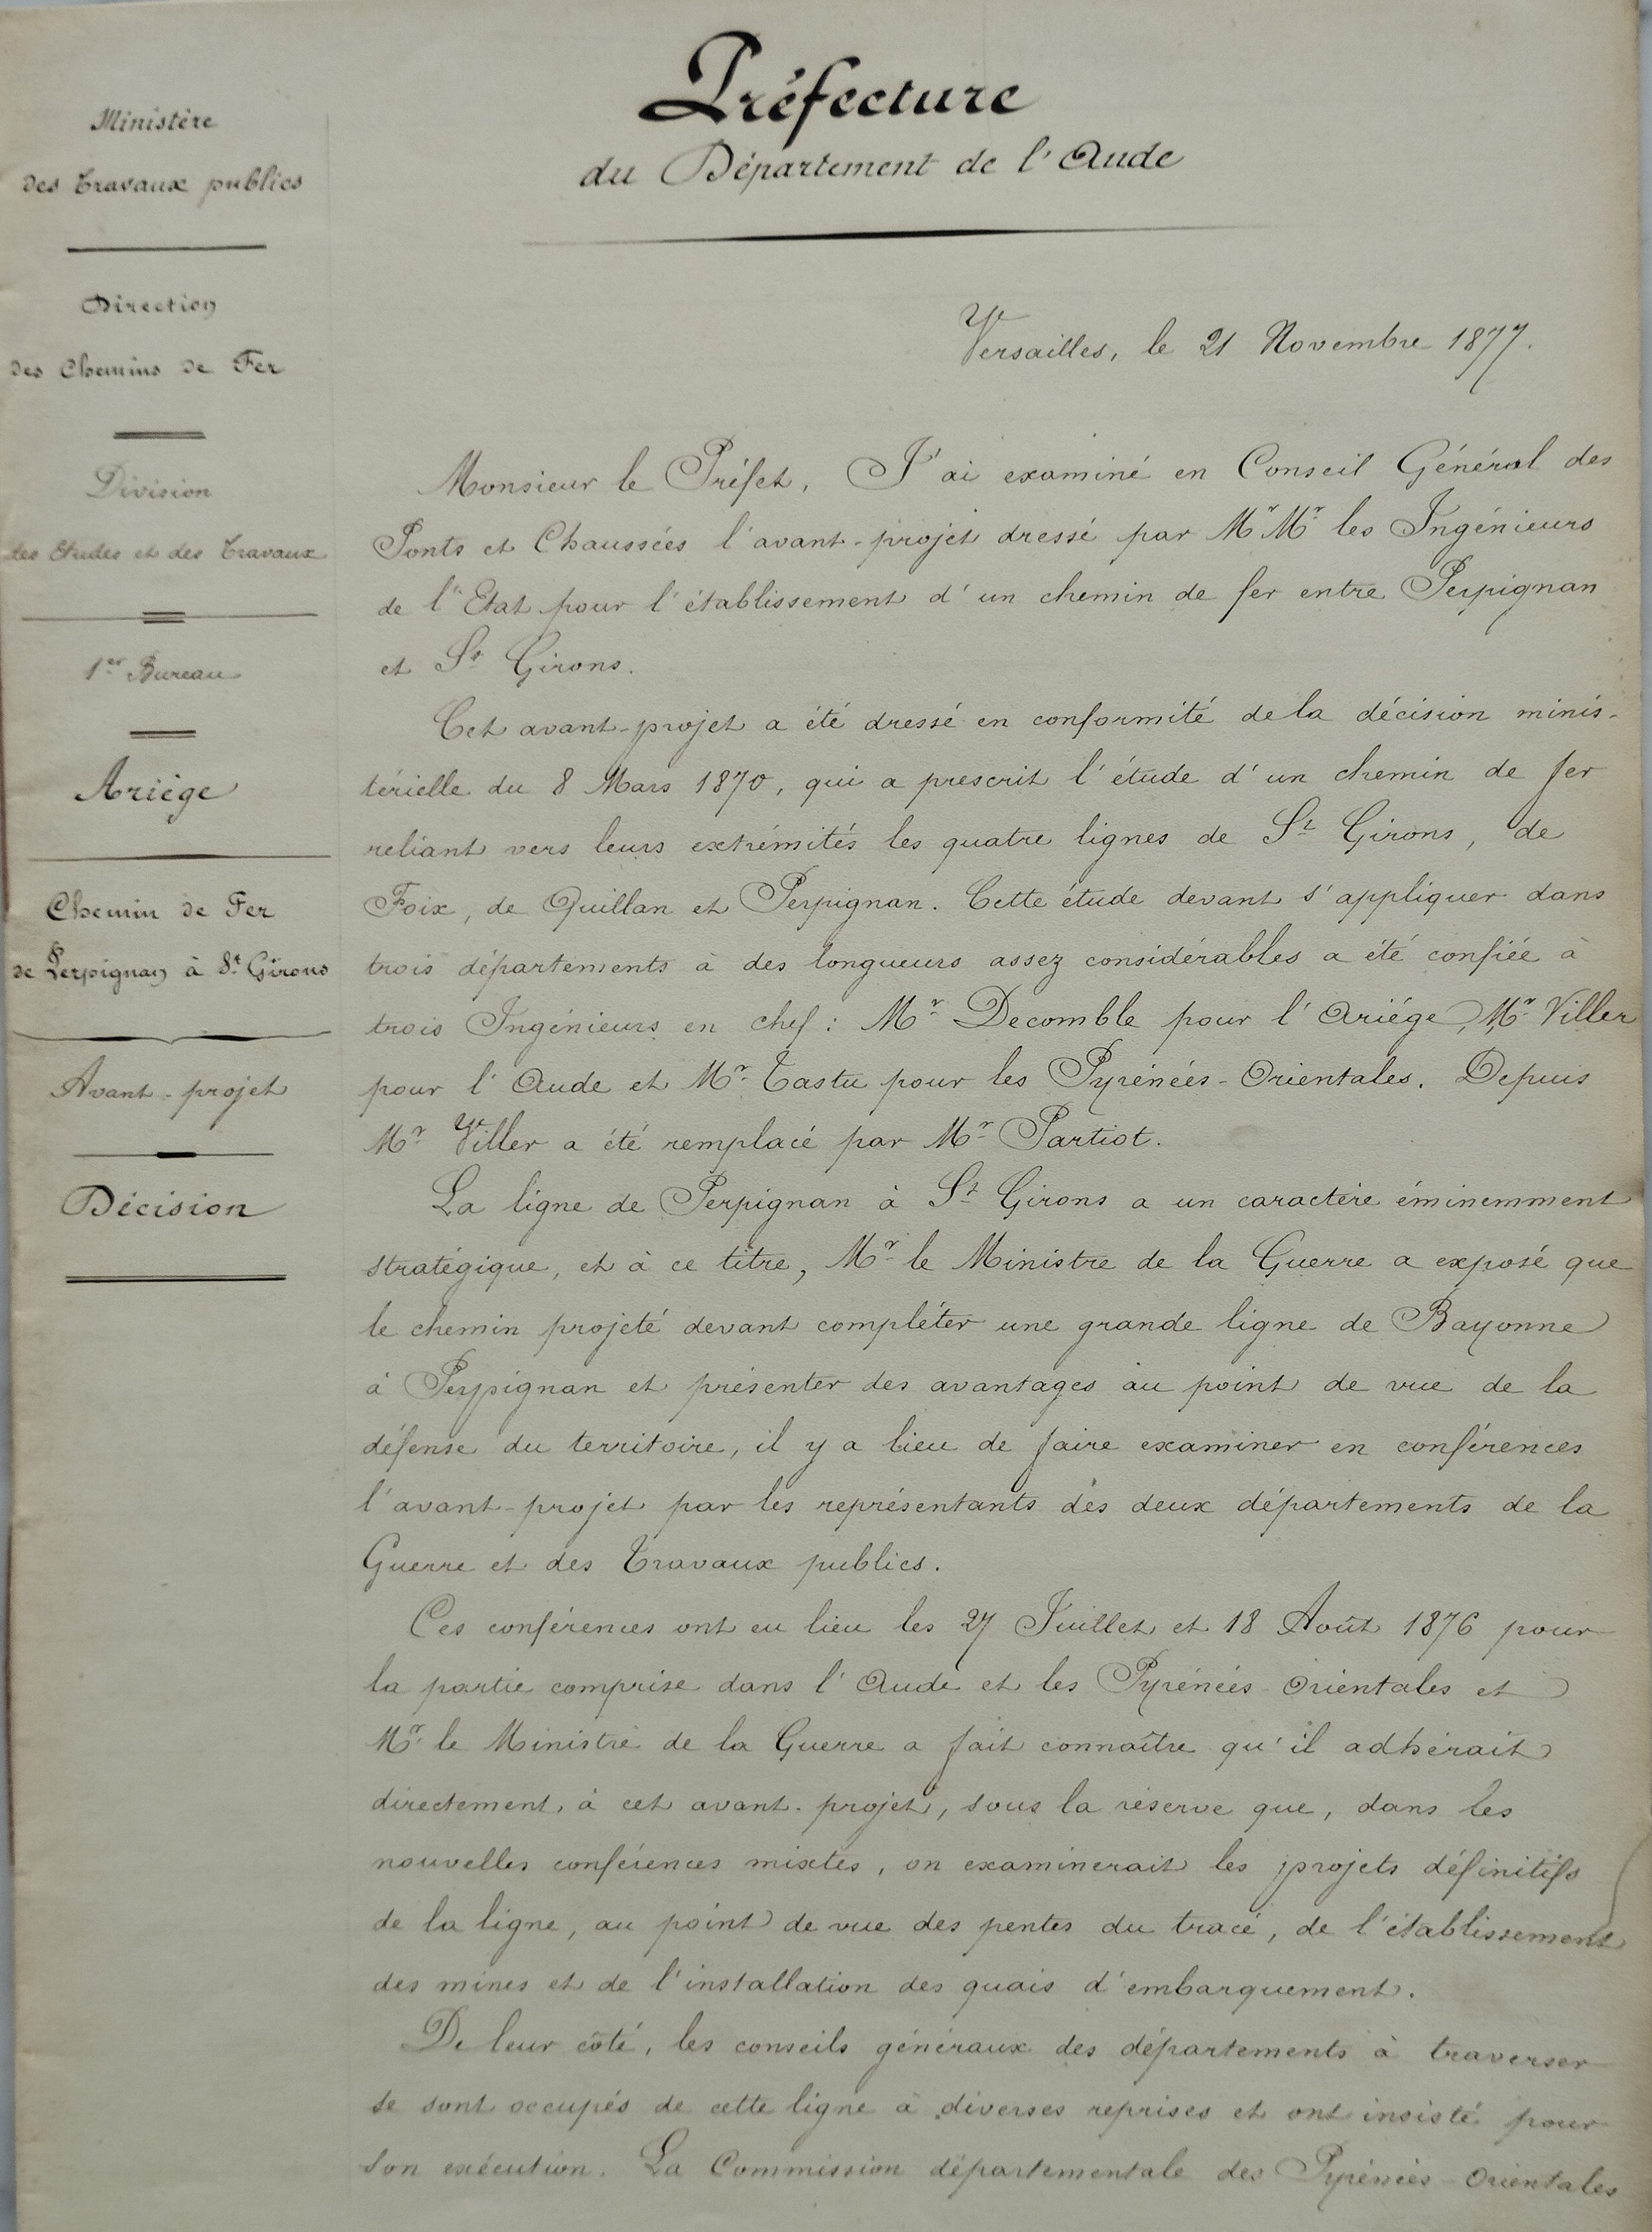 Ministère
des Travaux publics
Direction
des Chemins de Fer
Division
des Etudes et des Travaux
1er Bureau
Ariège
Chemin de Fer
de Perpignan à St Girons
Avant-projet
Décision
Préfecture
du Département de l'Aude
Versailles, le 21 Novembre 1877.
Monsieur le Préfet, J'ai examiné en Conseil Général des
Ponts et Chaussées l'avant-projet dressé par Mr Mr les Ingénieurs
de l'Etat pour l'établissement d'un chemin de fer entre Perpignan
et St Girons.
Cet avant-projet a été dressé en conformité de la décision minis-
térielle du 8 Mars 1870, qui a prescrit l'étude d'un chemin de fer
reliant vers leurs extrémités les quatre lignes de St Girons, de
Foix, de Quillan et Perpignan. Cette étude devant s'appliquer dans
trois départements à des longueurs assez considérables a été confiée à
trois Ingénieurs en chef : Mr Decomble pour l'Ariége, Mr Viller
pour l'Aude et Mr Tastu pour les Pyrénées-Orientales. Depuis
Mr Viller a été remplacé par Mr Partiot.
La ligne de Perpignan à St Girons a un caractère éminemment
stratégique, et à ce titre, Mr le Ministre de la Guerre a exposé que
le chemin projeté devant compléter une grande ligne de Bayonne
à Perpignan et présenter des avantages au point de vue de la
défense du territoire, il y a lieu de faire examiner en conférences
l'avant-projet par les représentants des deux départements de la
Guerre et des Travaux publics.
Ces conférences ont eu lieu les 27 Juillet et 18 Août 1876 pour
la partie comprise dans l'Aude et les Pyrénées-Orientales et
Mr le Ministre de la Guerre a fait connaître qu'il adhérait
directement à cet avant-projet, sous la réserve que, dans les
nouvelles conférences mixtes, on examinerait les projets définitifs
de la ligne, au point de vue des pentes du tracé, de l'établissement
des mines et de l'installation des quais d'embarquement.
De leur côté, les conseils généraux des départements à traverser
se sont occupés de cette ligne à diverses reprises et ont insisté pour
son exécution. La Commission départementale des Pyrénées-Orientales